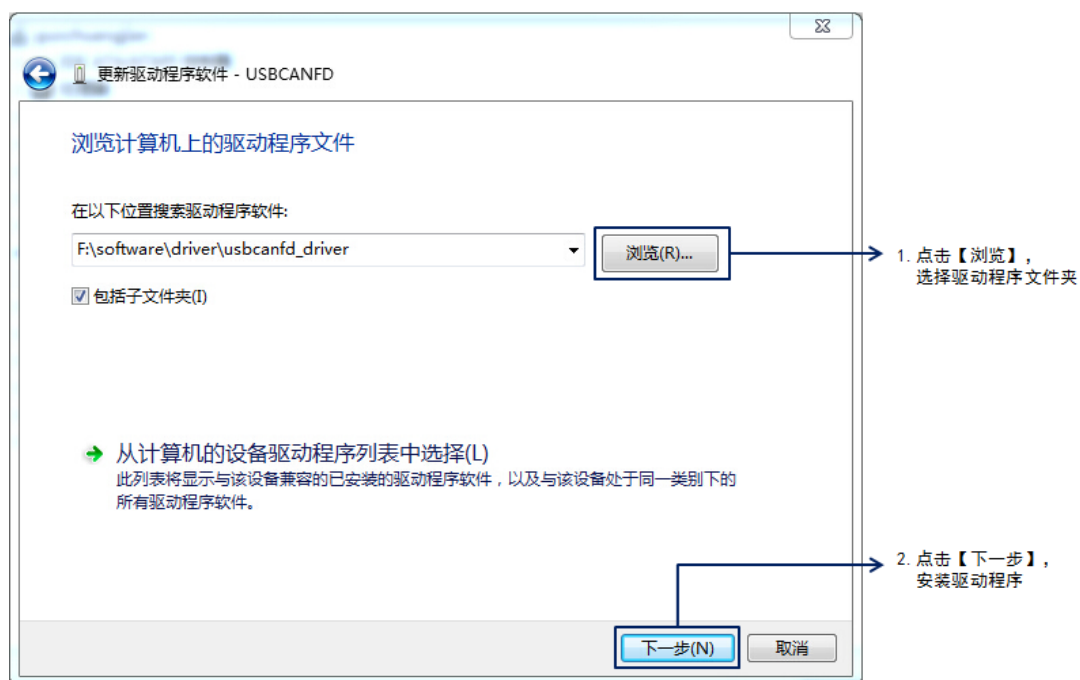 更新驱动程序软件 - USBCANFD
浏览计算机上的驱动程序文件
在以下位置搜索驱动程序软件:
F:\software\driver\usbcanfd_driver
浏览(R)...
包括子文件夹(I)
1. 点击【浏览】，
选择驱动程序文件夹
从计算机的设备驱动程序列表中选择(L)
此列表将显示与该设备兼容的已安装的驱动程序软件，以及与该设备处于同一类别下的
所有驱动程序软件。
2. 点击【下一步】，
安装驱动程序
下一步(N)
取消